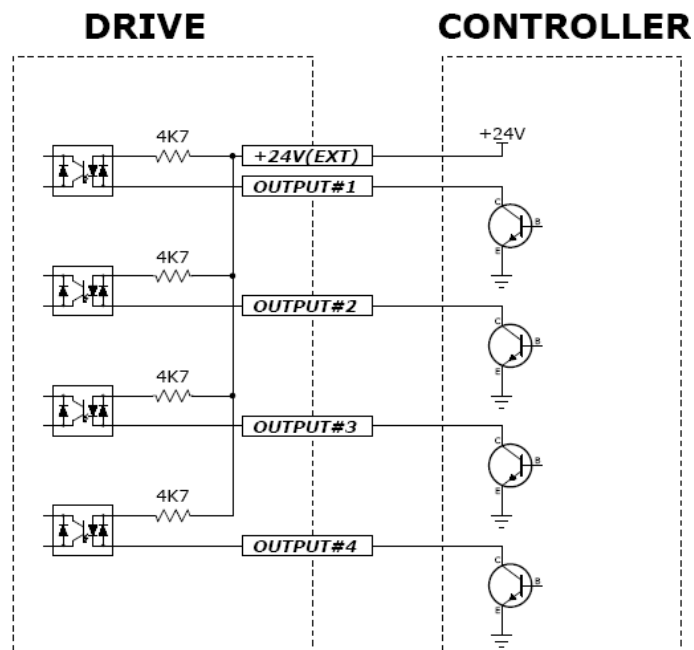 DRIVE CONTROLLER
4K7 +24V(EXT) +24V
OUTPUT#1
C
B
E
4K7
OUTPUT#2
C
B
E
4K7
OUTPUT#3
C
B
E
4K7
OUTPUT#4
C
B
E